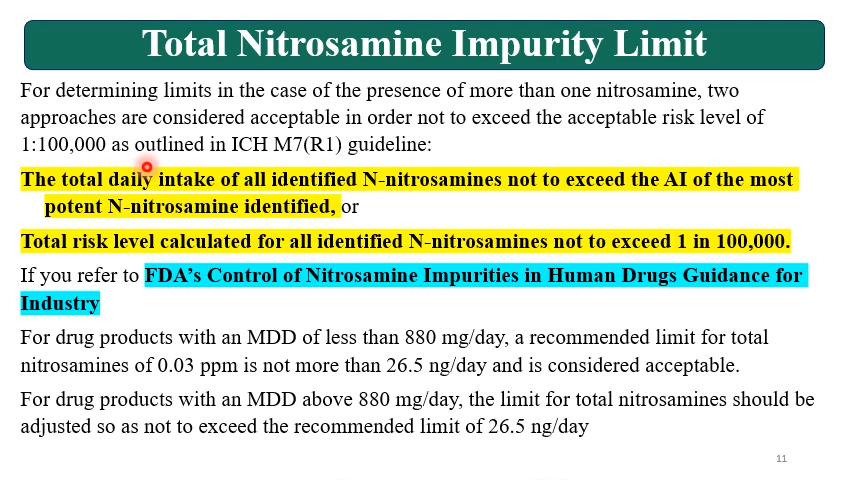 Total Nitrosamine Impurity Limit
For determining limits in the case of the presence of more than one nitrosamine, two
approaches are considered acceptable in order not to exceed the acceptable risk level of
1:100,000 as outlined in ICH M7(R1) guideline:
The total daily intake of all identified N-nitrosamines not to exceed the AI of the most
potent N-nitrosamine identified, or
Total risk level calculated for all identified N-nitrosamines not to exceed 1 in 100,000.
If you refer to FDA’s Control of Nitrosamine Impurities in Human Drugs Guidance for
Industry
For drug products with an MDD of less than 880 mg/day, a recommended limit for total
nitrosamines of 0.03 ppm is not more than 26.5 ng/day and is considered acceptable.
For drug products with an MDD above 880 mg/day, the limit for total nitrosamines should be
adjusted so as not to exceed the recommended limit of 26.5 ng/day
11